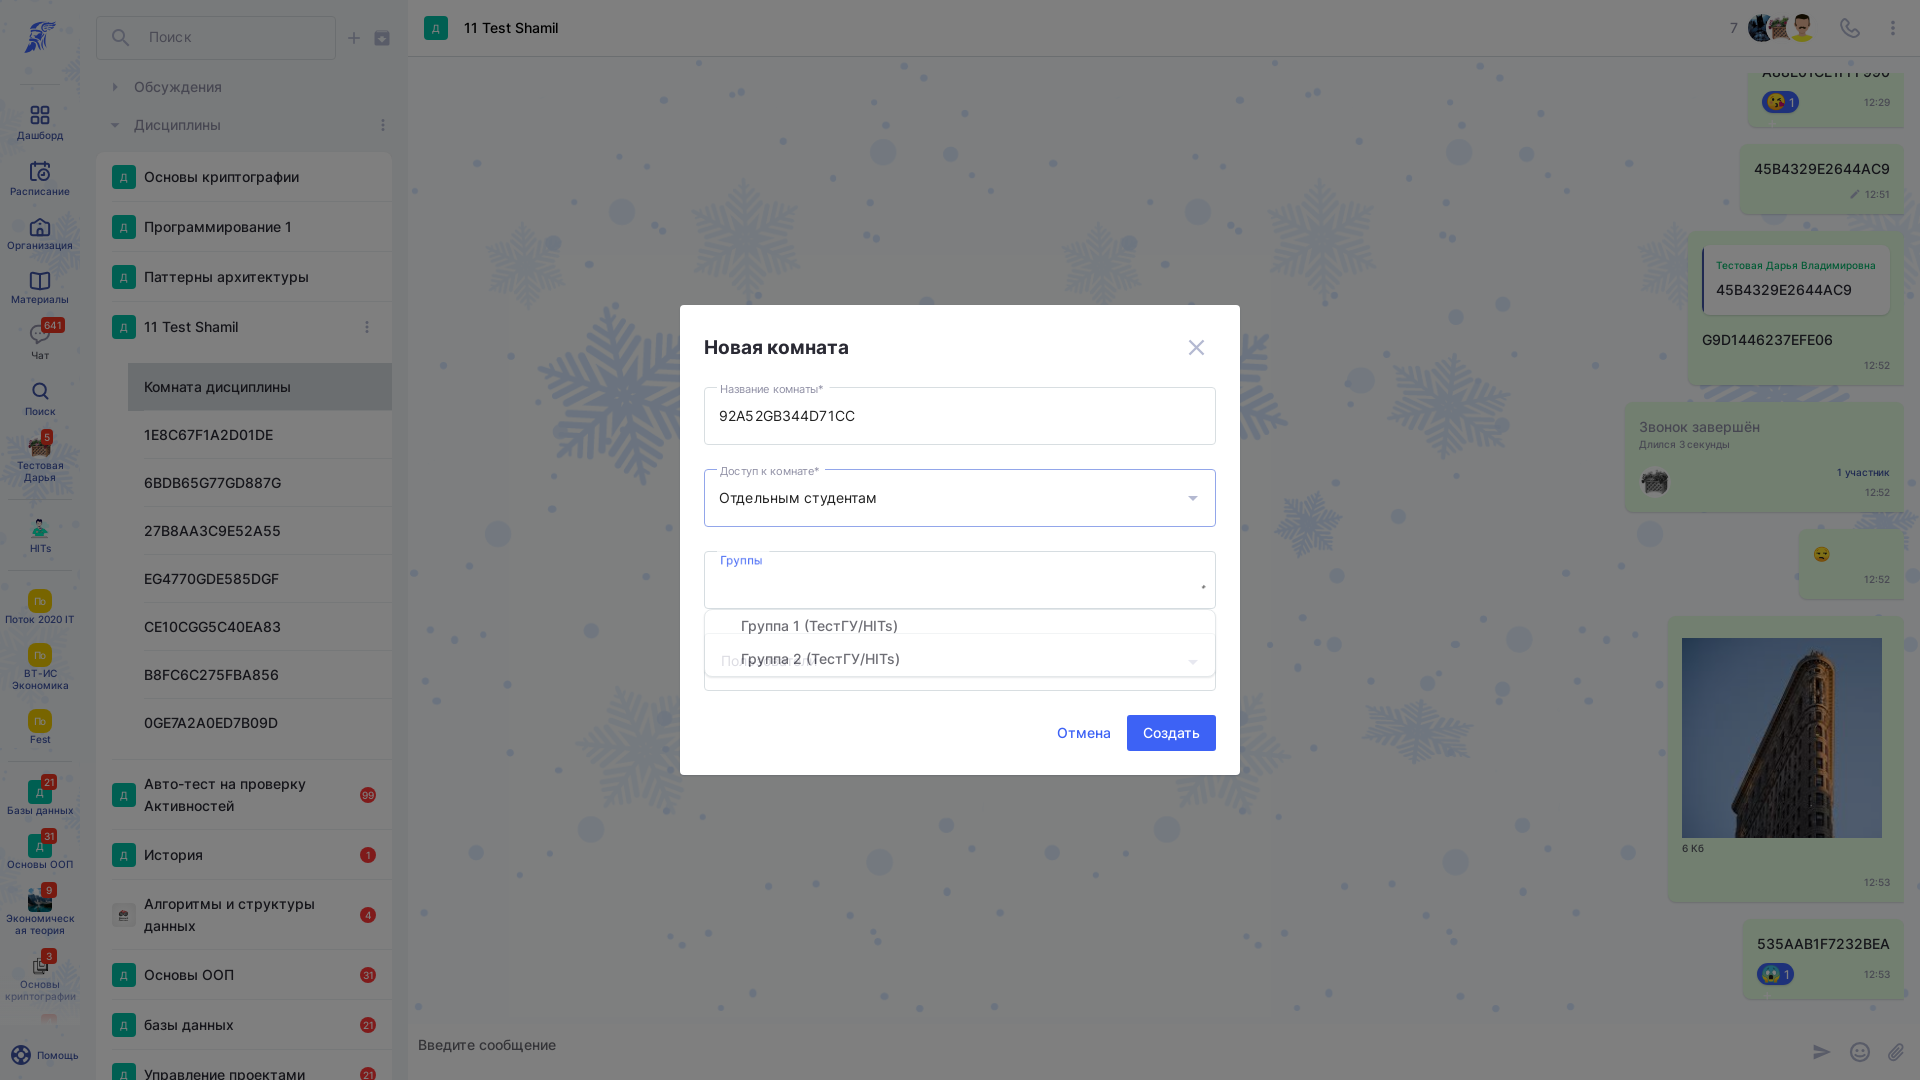 Поиск
Обсуждения
Дисциплины
Дашборд
Расписание
Организация
Материалы
641
Чат
Поиск
5
Тестовая
Дарья
HITs
По
Поток 2020 IT
По
ВТ-ИС
Экономика
По
Fest
21
Д
Базы данных
31
Д
Основы ООП
9
Экономическ
ая теория
3
Основы
криптографии
Помощь
Д
Основы криптографии
Д
Программирование 1
Д
Паттерны архитектуры
Д
11 Test Shamil
Комната дисциплины
1E8C67F1A2D01DE
6BDB65G77GD887G
27B8AA3C9E52A55
EG4770GDE585DGF
CE10CGG5C40EA83
B8FC6C275FBA856
0GE7A2A0ED7B09D
Д
Авто-тест на проверку
Активностей
99
Д
История
1
Алгоритмы и структуры
данных
4
Д
Основы ООП
31
Д
базы данных
21
Д
Управление проектами
21
Д
11 Test Shamil
7
1
12:29
45B4329E2644AC9
12:51
Тестовая Дарья Владимировна
45B4329E2644AC9
G9D1446237EFE06
12:52
Звонок завершён
Длился 3 секунды
1 участник
12:52
12:52
6 Кб
12:53
535AAB1F7232BEA
1
12:53
Новая комната
Название комнаты*
92A52GB344D71CC
Доступ к комнате*
Отдельным студентам
Группы
Группа 1 (ТестГУ/HITs)
Группа 2 (ТестГУ/HITs)
Отмена
Создать
Введите сообщение